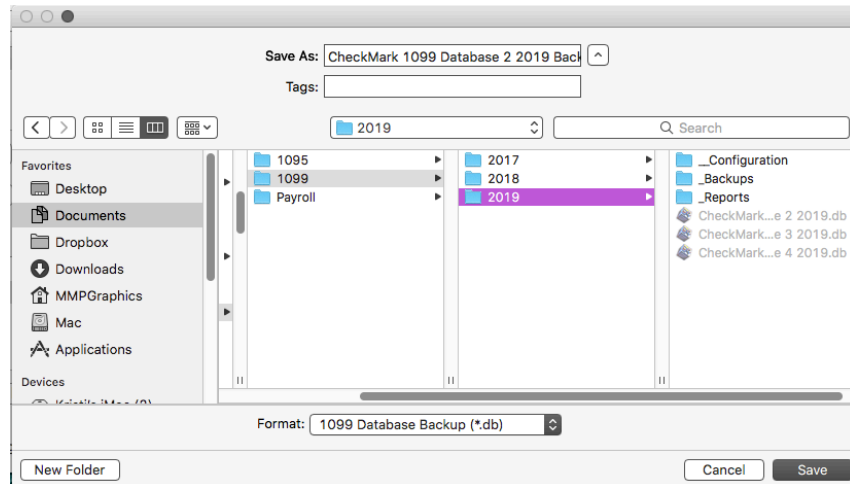 Save As: CheckMark 1099 Database 2 2019 Back
Tags:
2019
Search
Favorites
Desktop
Documents
Dropbox
Downloads
MMPGraphics
Mac
Applications
Devices
1095
1099
Payroll
2017
2018
2019
__Configuration
_Backups
_Reports
CheckMark...e 2 2019.db
CheckMark...e 3 2019.db
CheckMark...e 4 2019.db
Format: 1099 Database Backup (*.db)
New Folder
Cancel
Save